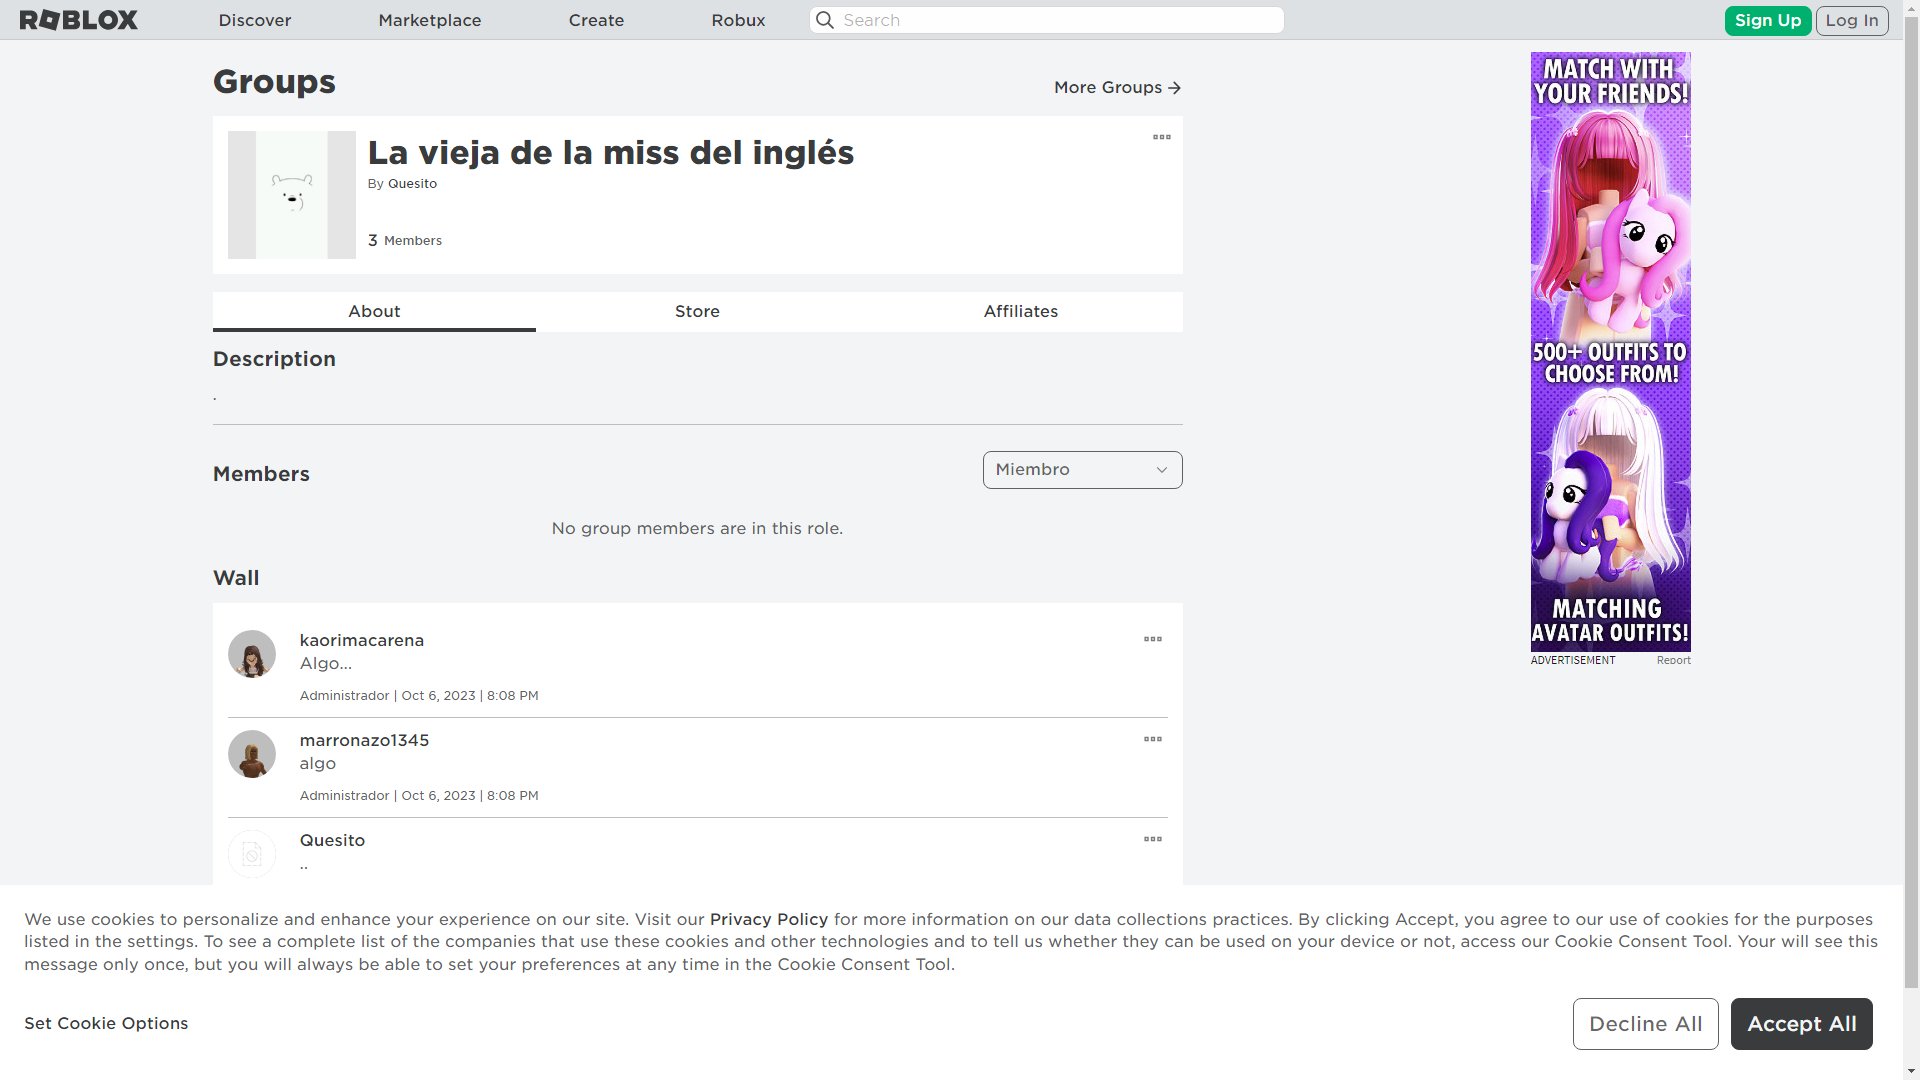 ROBLOX
Discover
Marketplace
Create
Robux
Search
Sign Up
Log In
Groups
More Groups
La vieja de la miss del inglés
By Quesito
3 Members
About
Store
Affiliates
Description
.
Members
Miembro
No group members are in this role.
Wall
kaorimacarena
Algo...
Administrador | Oct 6, 2023 | 8:08 PM
marronazo1345
algo
Administrador | Oct 6, 2023 | 8:08 PM
Quesito
..
MATCH WITH
YOUR FRIENDS!
500+ OUTFITS TO
CHOOSE FROM!
MATCHING
AVATAR OUTFITS!
ADVERTISEMENT
Report
We use cookies to personalize and enhance your experience on our site. Visit our Privacy Policy for more information on our data collections practices. By clicking Accept, you agree to our use of cookies for the purposes
listed in the settings. To see a complete list of the companies that use these cookies and other technologies and to tell us whether they can be used on your device or not, access our Cookie Consent Tool. Your will see this
message only once, but you will always be able to set your preferences at any time in the Cookie Consent Tool.
Set Cookie Options
Decline All
Accept All